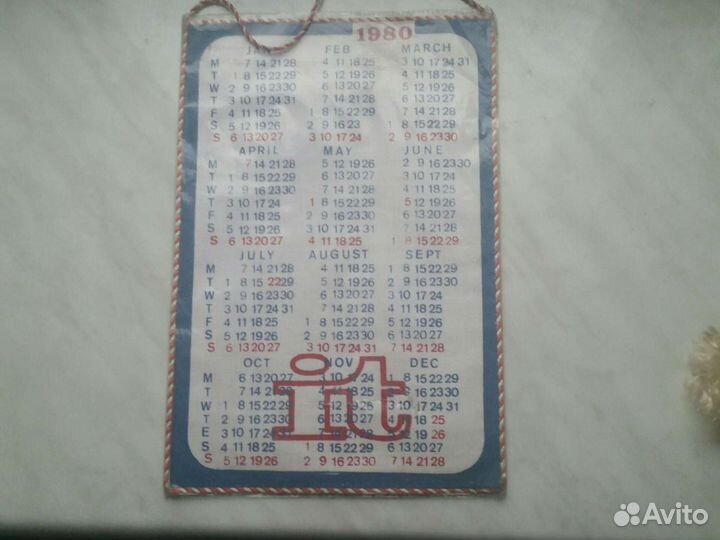 1980
JAN FEB MARCH
M 7 14 21 28 4 11 18 25 3 10 17 24 31
T 1 8 15 22 29 5 12 19 26 4 11 18 25
W 2 9 16 23 30 6 13 20 27 5 12 19 26
T 3 10 17 24 31 7 14 21 28 6 13 20 27
F 4 11 18 25 1 8 15 22 29 7 14 21 28
S 5 12 19 26 2 9 16 23 1 8 15 22 29
S 6 13 20 27 3 10 17 24 2 9 16 23 30
APRIL MAY JUNE
M 7 14 21 28 5 12 19 26 2 9 16 23 30
T 1 8 15 22 29 6 13 20 27 3 10 17 24
W 2 9 16 23 30 7 14 21 28 4 11 18 25
T 3 10 17 24 1 8 15 22 29 5 12 19 26
F 4 11 18 25 2 9 16 23 30 6 13 20 27
S 5 12 19 26 3 10 17 24 31 7 14 21 28
S 6 13 20 27 4 11 18 25 1 8 15 22 29
JULY AUGUST SEPT
M 7 14 21 28 4 11 18 25 1 8 15 22 29
T 1 8 15 22 29 5 12 19 26 2 9 16 23 30
W 2 9 16 23 30 6 13 20 27 3 10 17 24
T 3 10 17 24 31 7 14 21 28 4 11 18 25
F 4 11 18 25 1 8 15 22 29 5 12 19 26
S 5 12 19 26 2 9 16 23 30 6 13 20 27
S 6 13 20 27 3 10 17 24 31 7 14 21 28
OCT NOV DEC
M 6 13 20 27 3 10 17 24 1 8 15 22 29
T 7 14 21 28 4 11 18 25 2 9 16 23 30
W 1 8 15 22 29 5 12 19 26 3 10 17 24 31
T 2 9 16 23 30 6 13 20 27 4 11 18 25
E 3 10 17 24 31 7 14 21 28 5 12 19 26
S 4 11 18 25 1 8 15 22 29 6 13 20 27
S 5 12 19 26 2 9 16 23 30 7 14 21 28
it
Avito